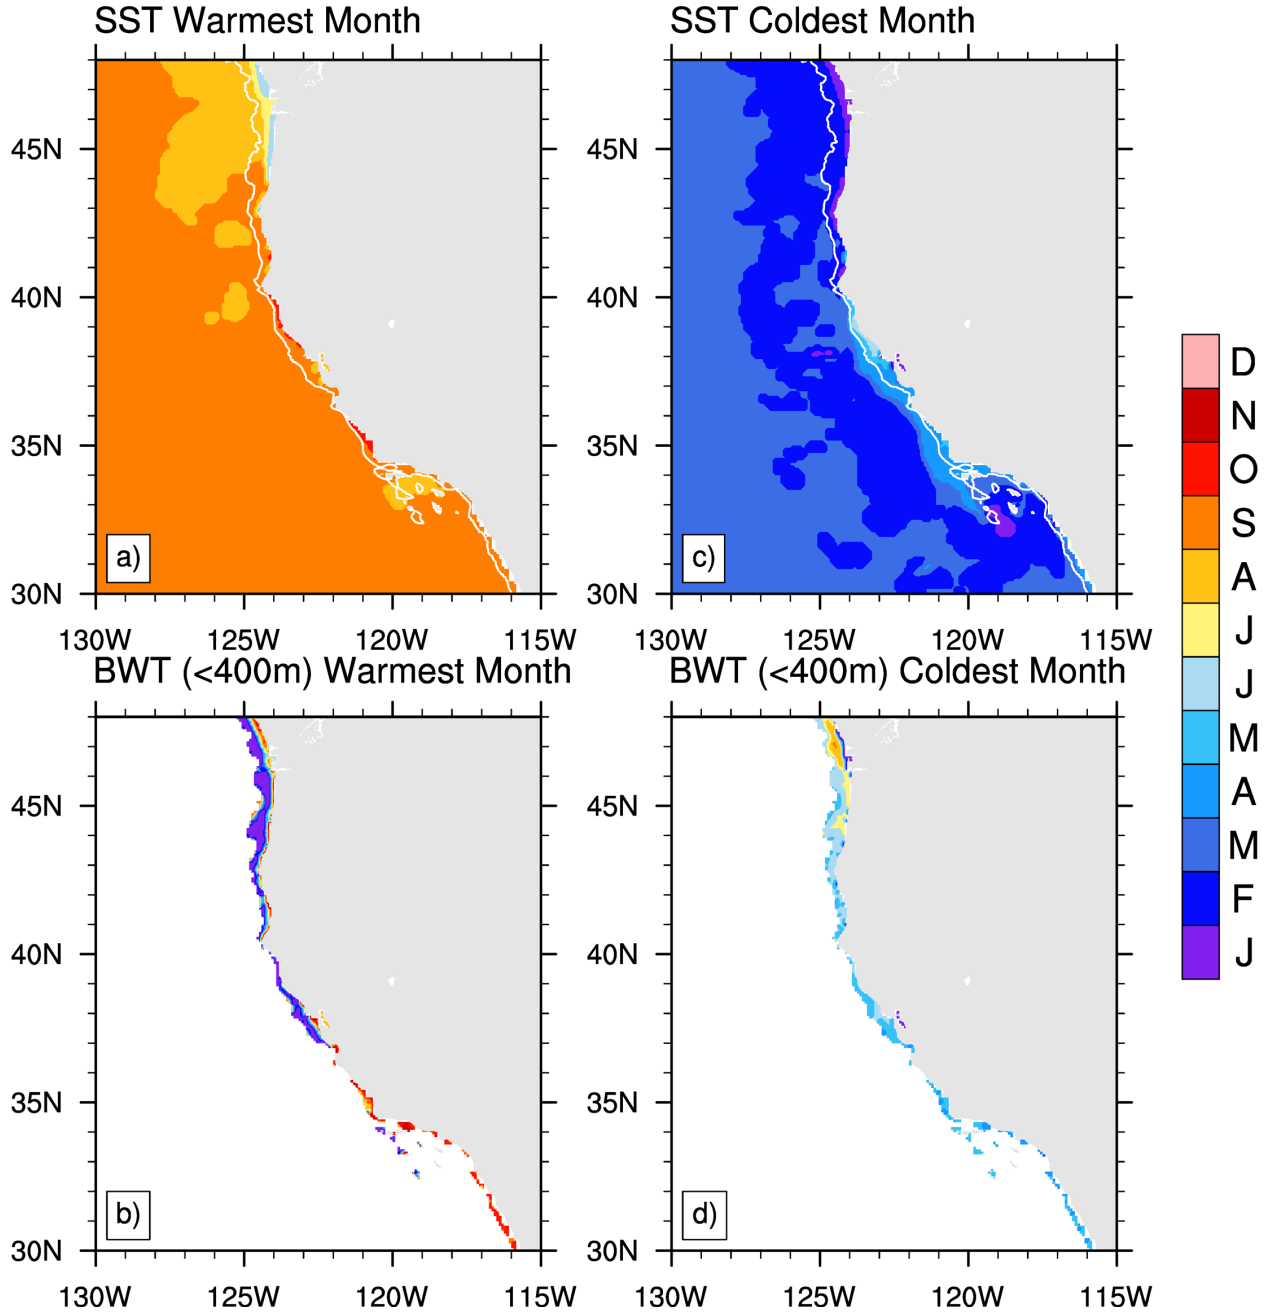 SST Warmest Month
SST Coldest Month
45N
40N
35N
30N
a)
130W 125W 120W 115W
45N
40N
35N
30N
c)
130W 125W 120W 115W
BWT (<400m) Warmest Month
BWT (<400m) Coldest Month
45N
40N
35N
30N
b)
130W 125W 120W 115W
45N
40N
35N
30N
d)
130W 125W 120W 115W
D
N
O
S
A
J
J
M
A
M
F
J